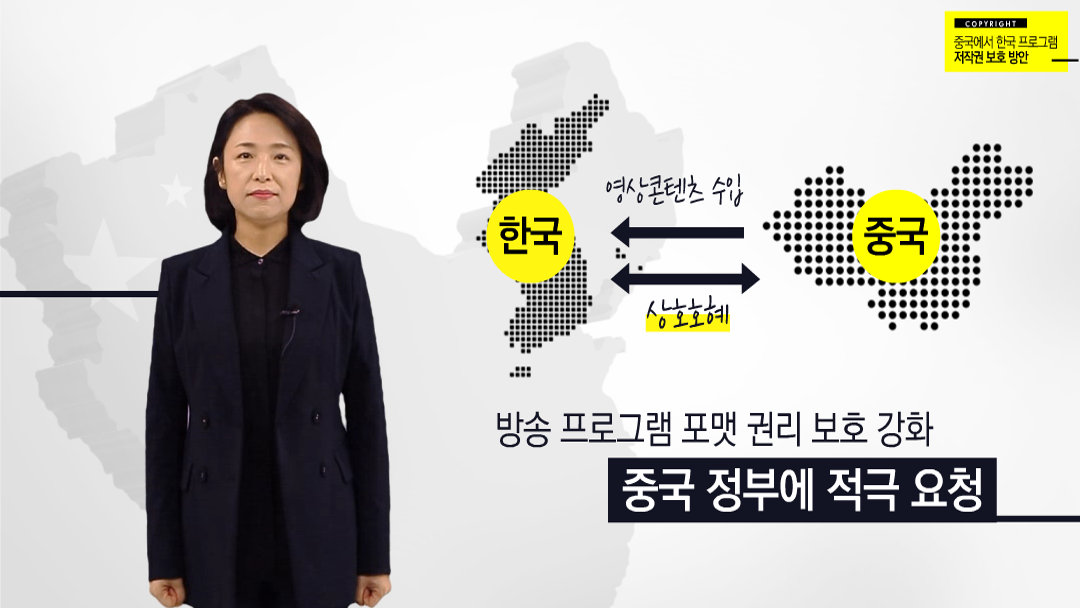 COPYRIGHT
중국에서 한국 프로그램
저작권 보호 방안
영상콘텐츠 수입
한국
중국
상호호혜
방송 프로그램 포맷 권리 보호 강화
중국 정부에 적극 요청